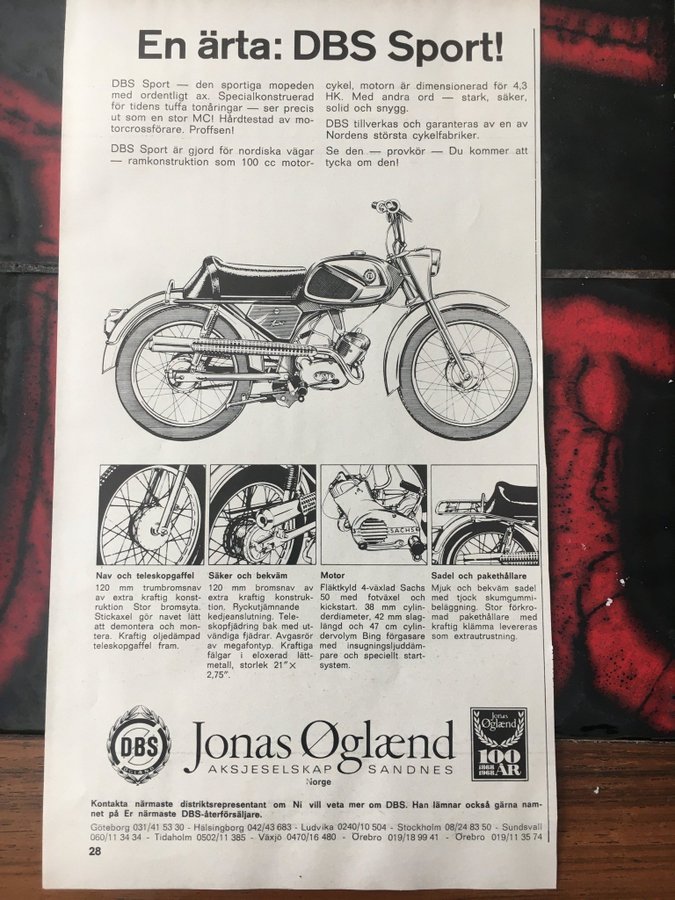 En ärta: DBS Sport!
DBS Sport — den sportiga mopeden
med ordentligt ax. Specialkonstruerad
för tidens tuffa tonåringar — ser precis
ut som en stor MC! Hårdtestad av mo-
torcrossförare. Proffsen!
DBS Sport är gjord för nordiska vägar
— ramkonstruktion som 100 cc motor-
cykel, motorn är dimensionerad för 4,3
HK. Med andra ord — stark, säker,
solid och snygg.
DBS tillverkas och garanteras av en av
Nordens största cykelfabriker.
Se den — provkör — Du kommer att
tycka om den!
SACHS
Nav och teleskopgaffel
120 mm trumbromsnav
av extra kraftig konst-
ruktion Stor bromsyta.
Stickaxel gör navet lätt
att demontera och mon-
tera. Kraftig oljedämpad
teleskopgaffel fram.
Säker och bekväm
120 mm bromsnav av
extra kraftig konstruk-
tion. Ryckutjämnande
kedjeanslutning. Tele-
skopfjädring bak med ut-
vändiga fjädrar. Avgasrör
av megafontyp. Kraftiga
fälgar i eloxerad lätt-
metall, storlek 21" ×
2,75".
Motor
Fläktkyld 4-växlad Sachs
50 med fotväxel och
kickstart. 38 mm cylin-
derdiameter, 42 mm slag-
längd och 47 cm cylin-
dervolym Bing förgasare
med insugningsljuddäm-
pare och speciellt start-
system.
Sadel och pakethållare
Mjuk och bekväm sadel
med tjock skumgummi-
beläggning. Stor förkro-
mad pakethållare med
kraftig klämma levereras
som extrautrustning.
DBS
ØGLÆND
Jonas Øglænd
AKSJESELSKAP SANDNES
Norge
Jonas
Øglænd
100
1868 ÅR
1968
Kontakta närmaste distriktsrepresentant om Ni vill veta mer om DBS. Han lämnar också gärna nam-
net på Er närmaste DBS-återförsäljare.
Göteborg 031/41 53 30 - Hälsingborg 042/43 683 - Ludvika 0240/10 504 - Stockholm 08/24 83 50 - Sundsvall
060/11 34 34 - Tidaholm 0502/11 385 - Växjö 0470/16 480 - Örebro 019/18 99 41 - Örebro 019/11 35 74
28